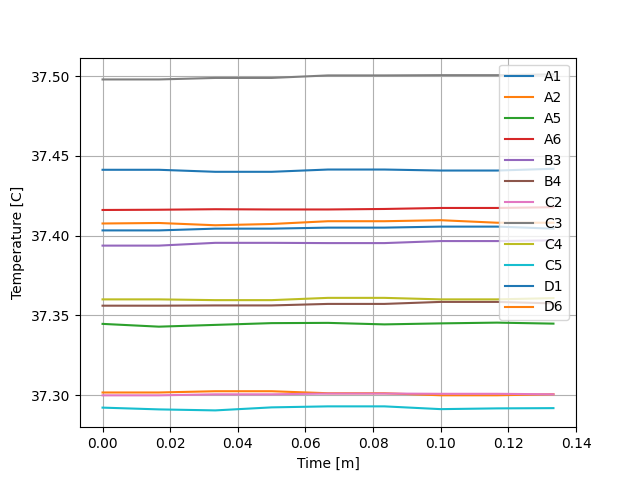 37.50
37.45
37.40
37.35
37.30
Temperature [C]
0.00 0.02 0.04 0.06 0.08 0.10 0.12 0.14
Time [m]
A1
A2
A5
A6
B3
B4
C2
C3
C4
C5
D1
D6